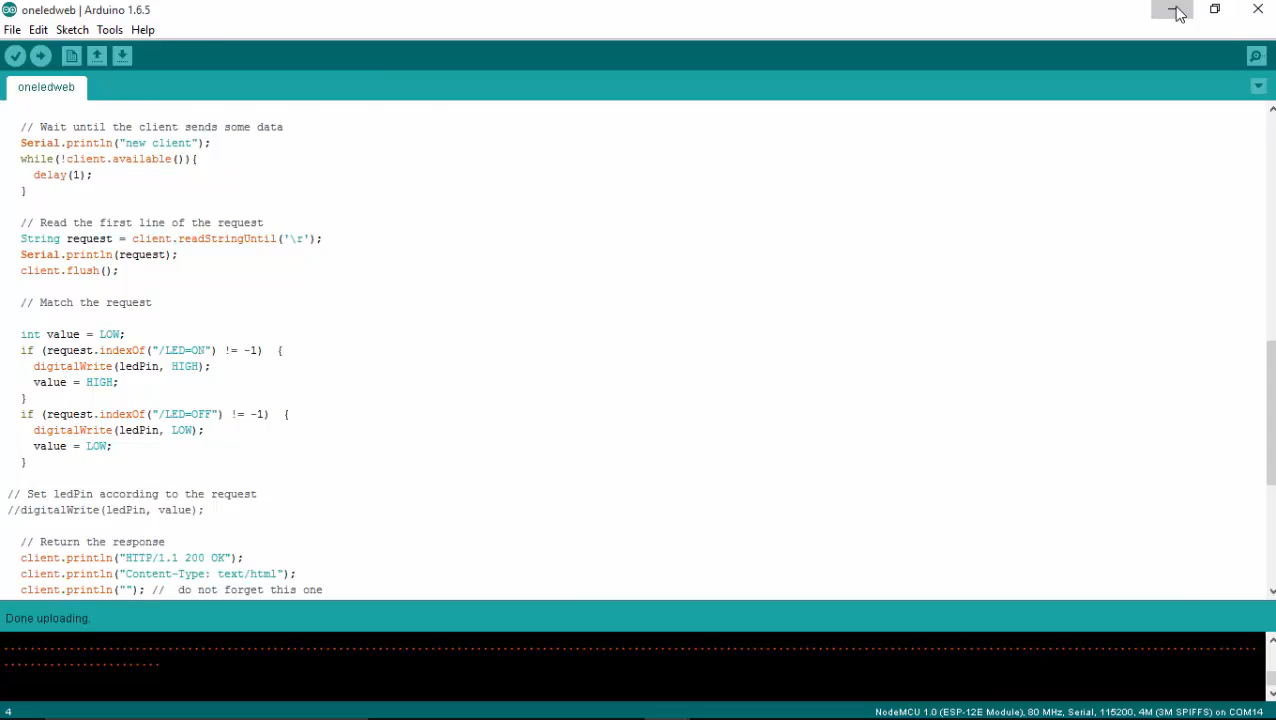 oneledweb | Arduino 1.6.5
File Edit Sketch Tools Help
oneledweb
// Wait until the client sends some data
Serial.println("new client");
while(!client.available()){
delay(1);
}
// Read the first line of the request
String request = client.readStringUntil('\r');
Serial.println(request);
client.flush();
// Match the request
int value = LOW;
if (request.indexOf("/LED=ON") != -1)  {
digitalWrite(ledPin, HIGH);
value = HIGH;
}
if (request.indexOf("/LED=OFF") != -1)  {
digitalWrite(ledPin, LOW);
value = LOW;
}
// Set ledPin according to the request
//digitalWrite(ledPin, value);
// Return the response
client.println("HTTP/1.1 200 OK");
client.println("Content-Type: text/html");
client.println(""); //  do not forget this one
Done uploading.
4
NodeMCU 1.0 (ESP-12E Module), 80 MHz, Serial, 115200, 4M (3M SPIFFS) on COM14